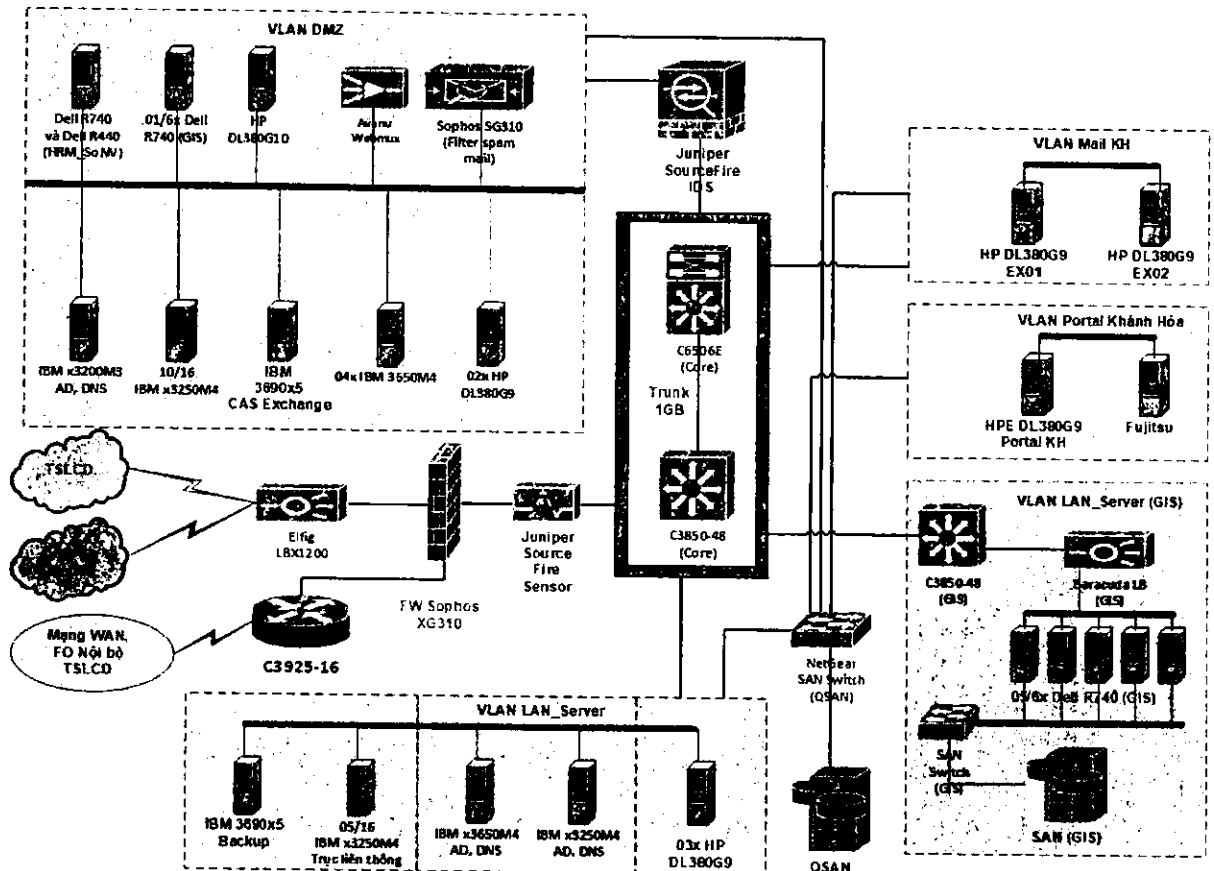 VLAN DMZ
Dell R740
và Dell R440
(HRM_SoNV)
01/6x Dell
R740 (GIS)
HP
DL380G10
Webmux
Sophos SG310
(Filter spam
mail)
Juniper
SourceFire
IDS
IBM x3200M3
AD, DNS
10/16
IBM x3250M4
IBM
3690x5
CAS Exchange
04x IBM 3650M4
02x HP
DL380G9
VLAN Mail KH
HP DL380G9
EX01
HP DL380G9
EX02
C6506E
(Core)
Trunk
1GB
C3850-48
(Core)
VLAN Portal Khánh Hòa
HPE DL380G9
Portal KH
Fujitsu
TSLCD
Elfig
LBX1200
FW Sophos
XG310
Juniper
Source
Fire
Sensor
Mạng WAN,
FO Nội bộ
TSLCD
C3925-16
VLAN LAN_Server (GIS)
C3850-48
(GIS)
Baracuda LB
(GIS)
05/6x Dell R740 (GIS)
SAN
Switch
(GIS)
SAN (GIS)
NetGear
SAN Switch
(QSAN)
QSAN
VLAN LAN_Server
IBM 3690x5
Backup
05/16
IBM x3250M4
Trục liên thông
IBM x3650M4
AD, DNS
IBM x3250M4
AD, DNS
03x HP
DL380G9